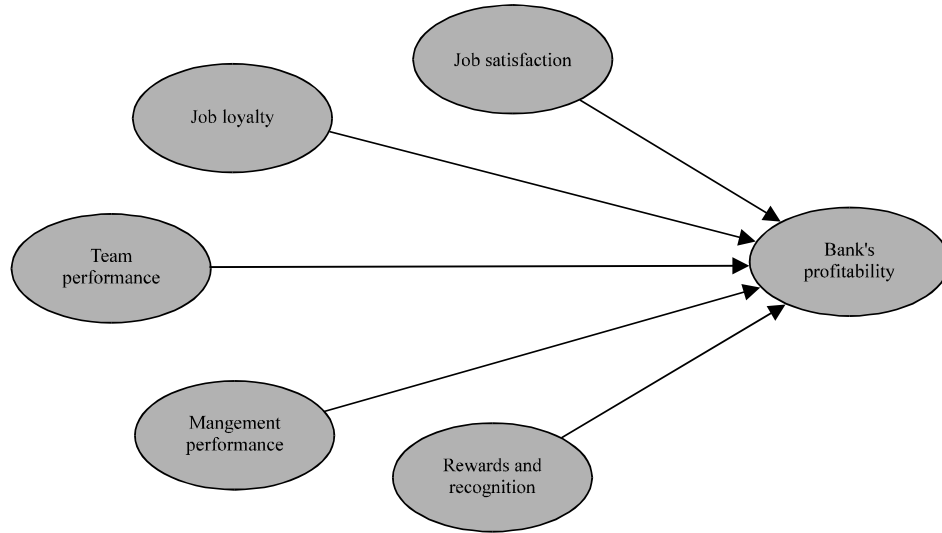 Job satisfaction
Job loyalty
Team
performance
Bank's
profitability
Mangement
performance
Rewards and
recognition